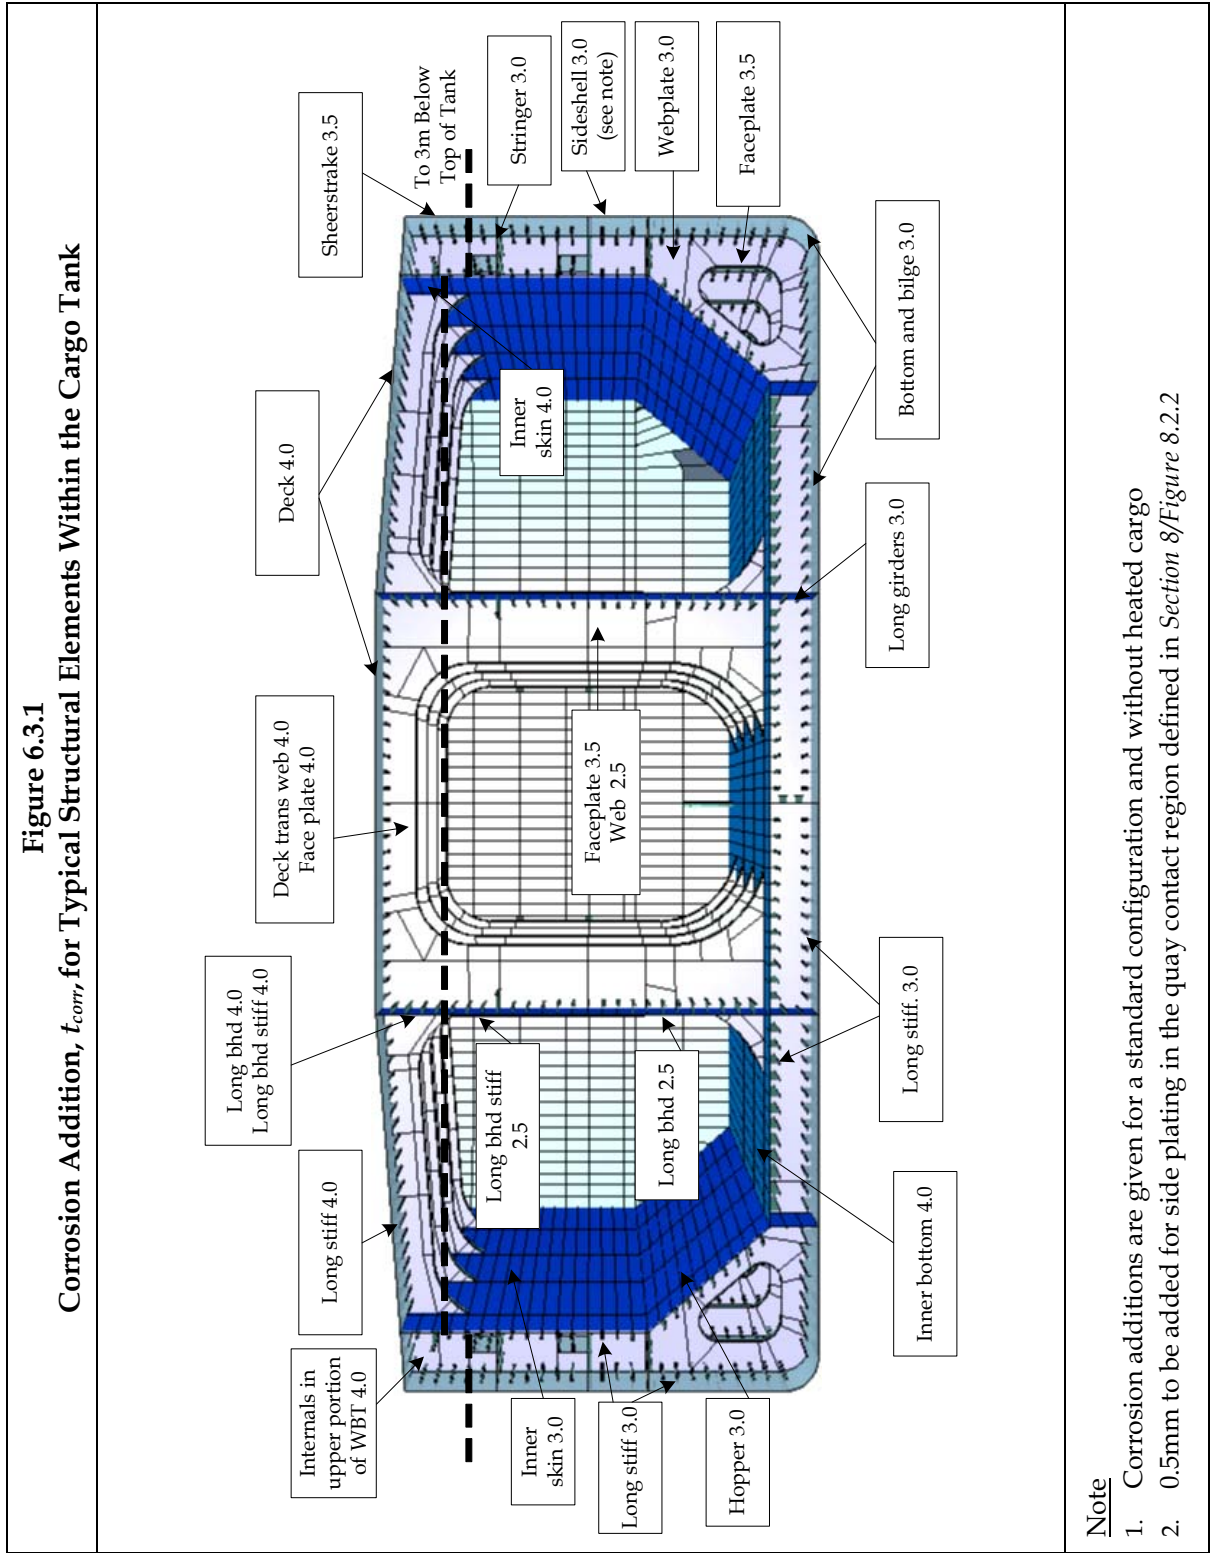 Figure 6.3.1
Corrosion Addition, tcorr, for Typical Structural Elements Within the Cargo Tank
Internals in
upper portion
of WBT 4.0
Long stiff 4.0
Long bhd 4.0
Long bhd stiff 4.0
Deck trans web 4.0
Face plate 4.0
Deck 4.0
Sheerstrake 3.5
To 3m Below
Top of Tank
Stringer 3.0
Sideshell 3.0
(see note)
Webplate 3.0
Faceplate 3.5
Inner
skin 4.0
Faceplate 3.5
Web 2.5
Long bhd stiff
2.5
Long bhd 2.5
Inner
skin 3.0
Long stiff 3.0
Hopper 3.0
Inner bottom 4.0
Long stiff. 3.0
Long girders 3.0
Bottom and bilge 3.0
Note
1. Corrosion additions are given for a standard configuration and without heated cargo
2. 0.5mm to be added for side plating in the quay contact region defined in Section 8/Figure 8.2.2